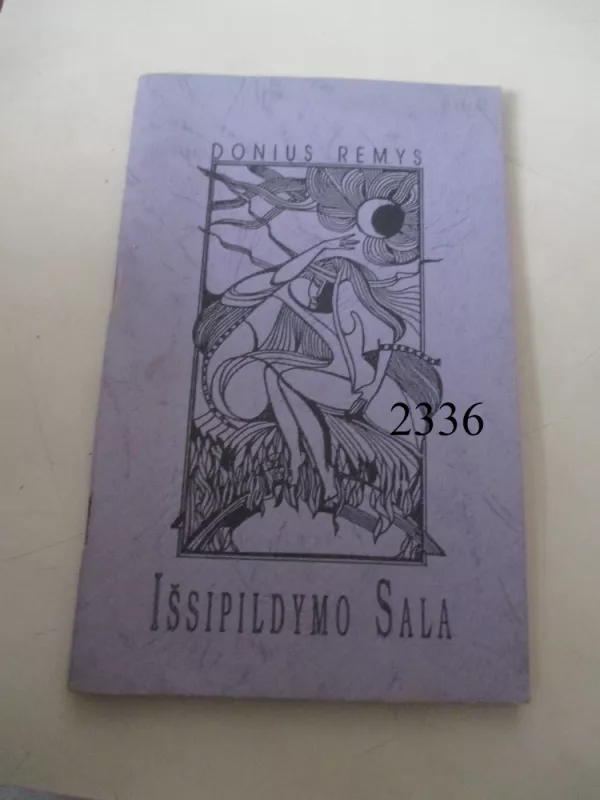 DONIUS REMYS
2336
IŠSIPILDYMO SALA